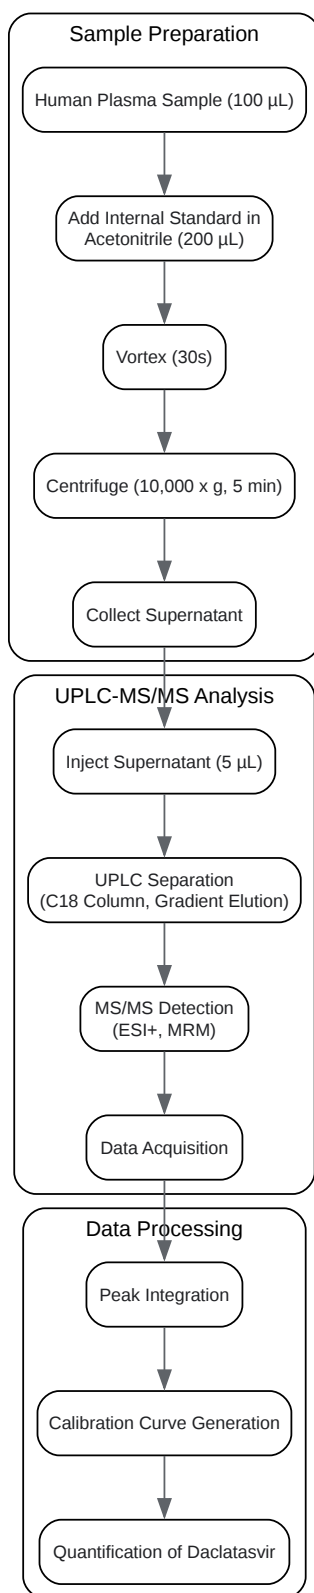 Sample Preparation
Human Plasma Sample (100 µL)
Add Internal Standard in
Acetonitrile (200 µL)
Vortex (30s)
Centrifuge (10,000 x g, 5 min)
Collect Supernatant
UPLC-MS/MS Analysis
Inject Supernatant (5 µL)
UPLC Separation
(C18 Column, Gradient Elution)
MS/MS Detection
(ESI+, MRM)
Data Acquisition
Data Processing
Peak Integration
Calibration Curve Generation
Quantification of Daclatasvir